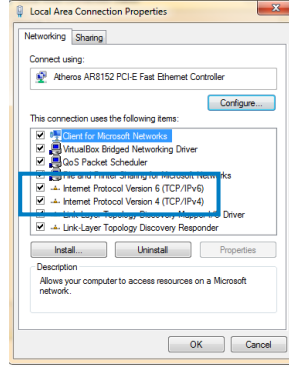 Local Area Connection Properties
Networking Sharing
Connect using:
Atheros AR8152 PCI-E Fast Ethernet Controller
Configure...
This connection uses the following items:
Client for Microsoft Networks
VirtualBox Bridged Networking Driver
QoS Packet Scheduler
File and Printer Sharing for Microsoft Networks
Internet Protocol Version 6 (TCP/IPv6)
Internet Protocol Version 4 (TCP/IPv4)
Link-Layer Topology Discovery Mapper I/O Driver
Link-Layer Topology Discovery Responder
Install... Uninstall Properties
Description
Allows your computer to access resources on a Microsoft
network.
OK Cancel